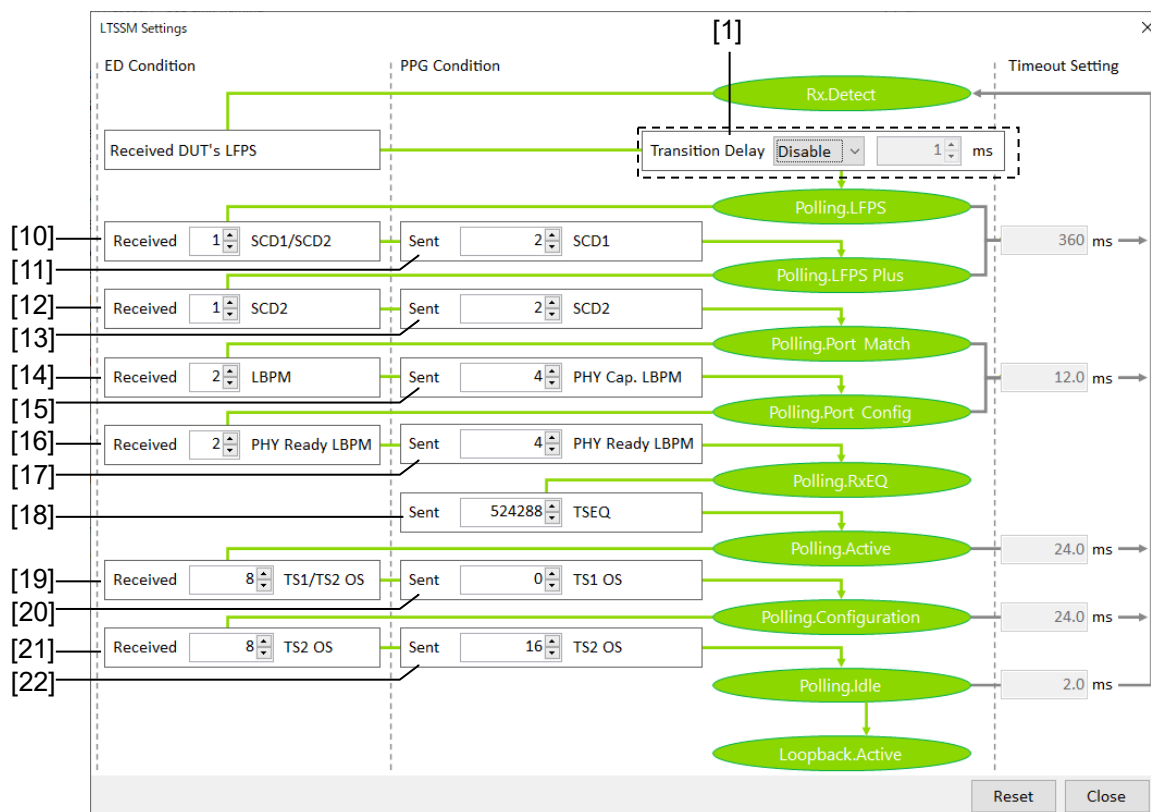 [1]
LTSSM Settings
ED Condition PPG Condition Timeout Setting
Rx.Detect
Received DUT's LFPS Transition Delay Disable 1 ms
Polling.LFPS
[10] Received 1 SCD1/SCD2 Sent 2 SCD1 360 ms
[11] Polling.LFPS Plus
[12] Received 1 SCD2 Sent 2 SCD2
[13] Polling.Port Match
[14] Received 2 LBPM Sent 4 PHY Cap. LBPM 12.0 ms
[15] Polling.Port Config
[16] Received 2 PHY Ready LBPM Sent 4 PHY Ready LBPM
[17] Polling.RxEQ
[18] Sent 524288 TSEQ
Polling.Active 24.0 ms
[19] Received 8 TS1/TS2 OS Sent 0 TS1 OS
[20] Polling.Configuration 24.0 ms
[21] Received 8 TS2 OS Sent 16 TS2 OS
[22] Polling.Idle 2.0 ms
Loopback.Active
Reset Close